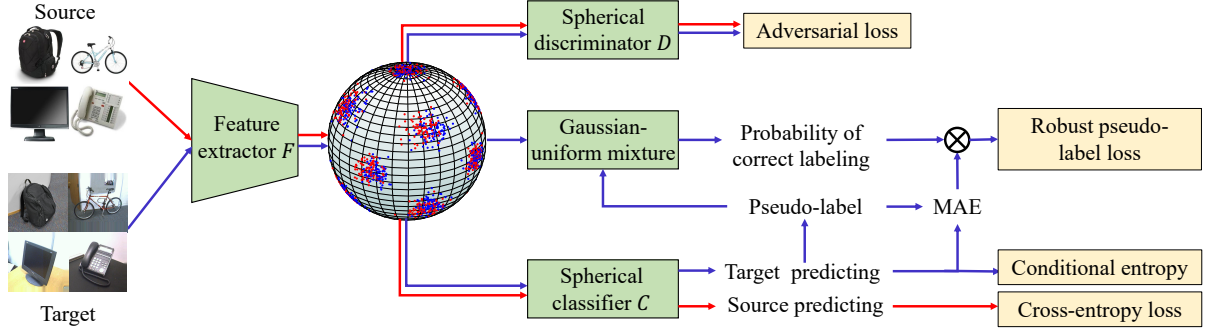 Source
Spherical
discriminator D
Adversarial loss
Feature
extractor F
Gaussian-
uniform mixture
Probability of
correct labeling
Robust pseudo-
label loss
Pseudo-label
MAE
Spherical
classifier C
Target predicting
Conditional entropy
Source predicting
Cross-entropy loss
Target